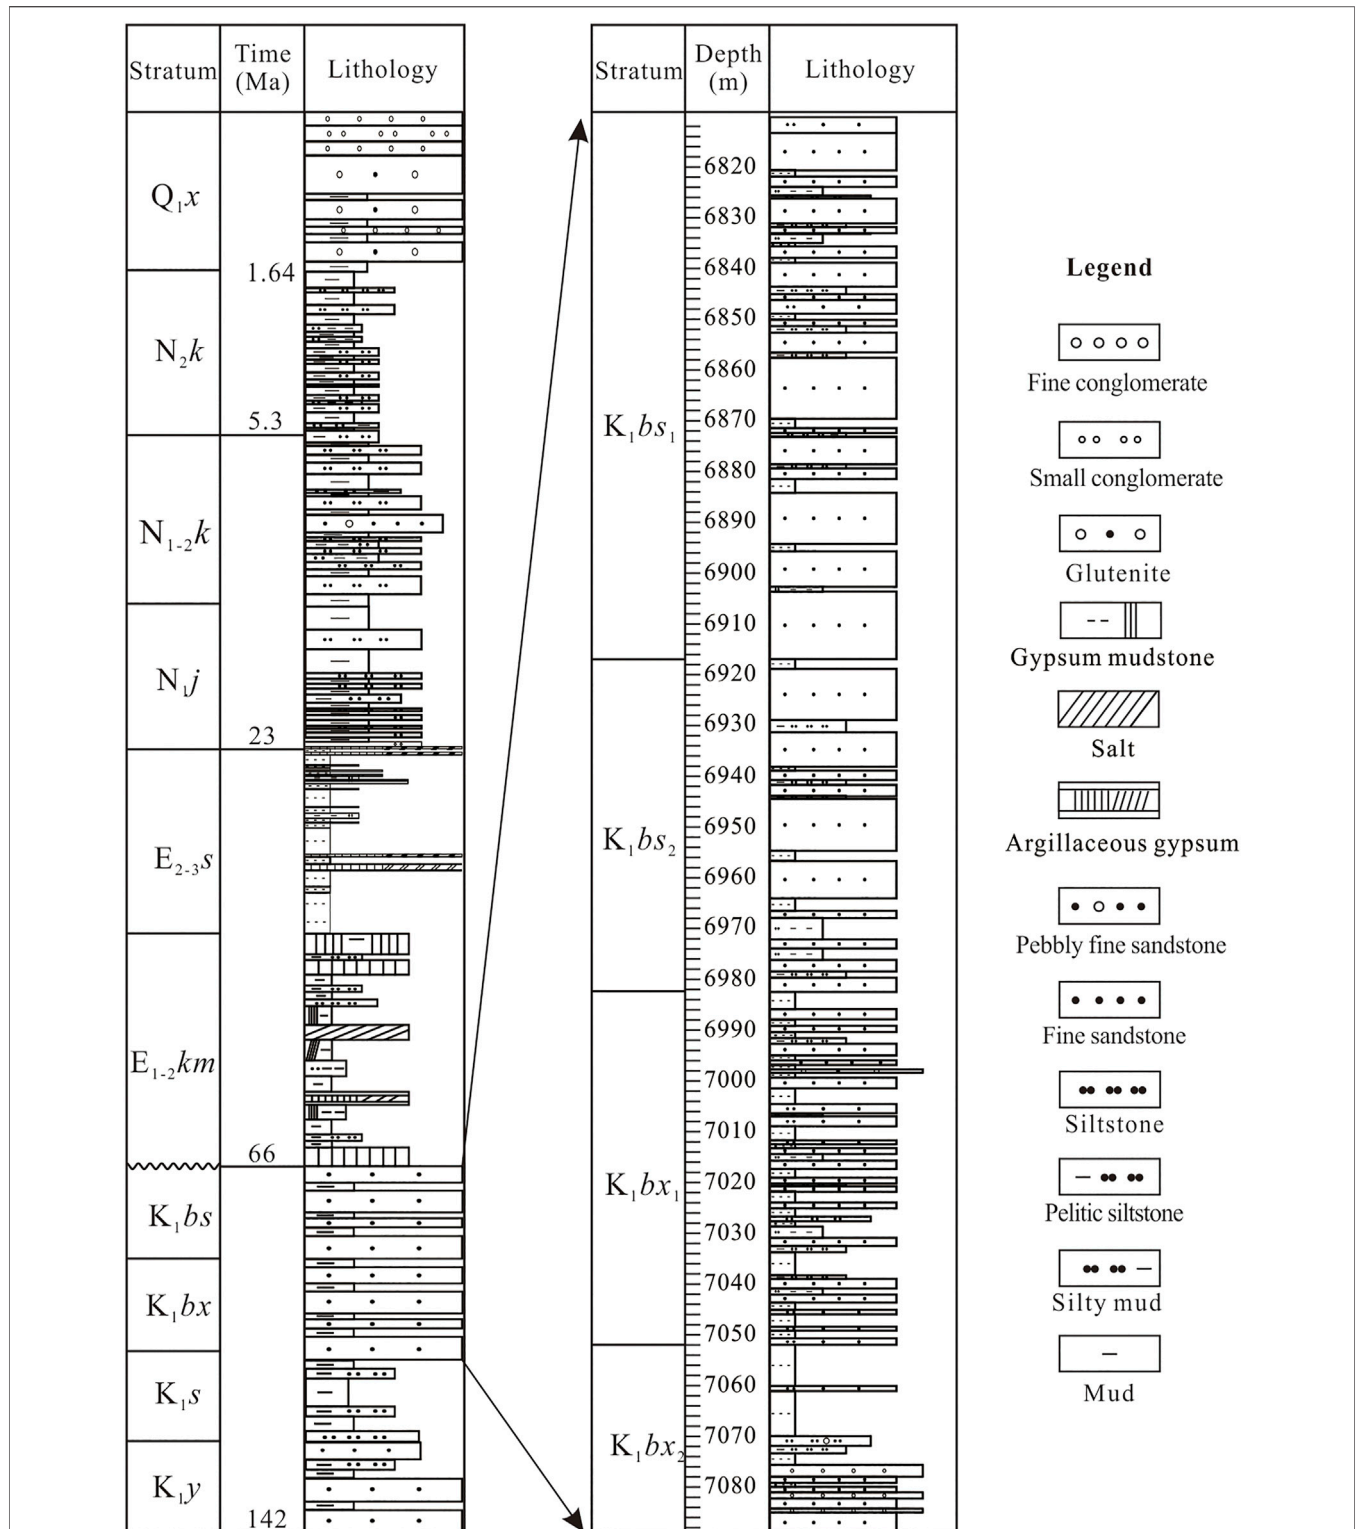 Stratum
Time
(Ma)
Lithology
Q₁x
1.64
N₂k
5.3
N₁₋₂k
N₁j
23
E₂₋₃s
E₁₋₂km
66
K₁bs
K₁bx
K₁s
K₁y
142
Stratum
Depth
(m)
Lithology
6820
6830
6840
6850
6860
6870
K₁bs₁
6880
6890
6900
6910
6920
6930
6940
6950
K₁bs₂
6960
6970
6980
6990
7000
7010
7020
K₁bx₁
7030
7040
7050
7060
7070
K₁bx₂
7080
Legend
Fine conglomerate
Small conglomerate
Glutenite
Gypsum mudstone
Salt
Argillaceous gypsum
Pebbly fine sandstone
Fine sandstone
Siltstone
Pelitic siltstone
Silty mud
Mud